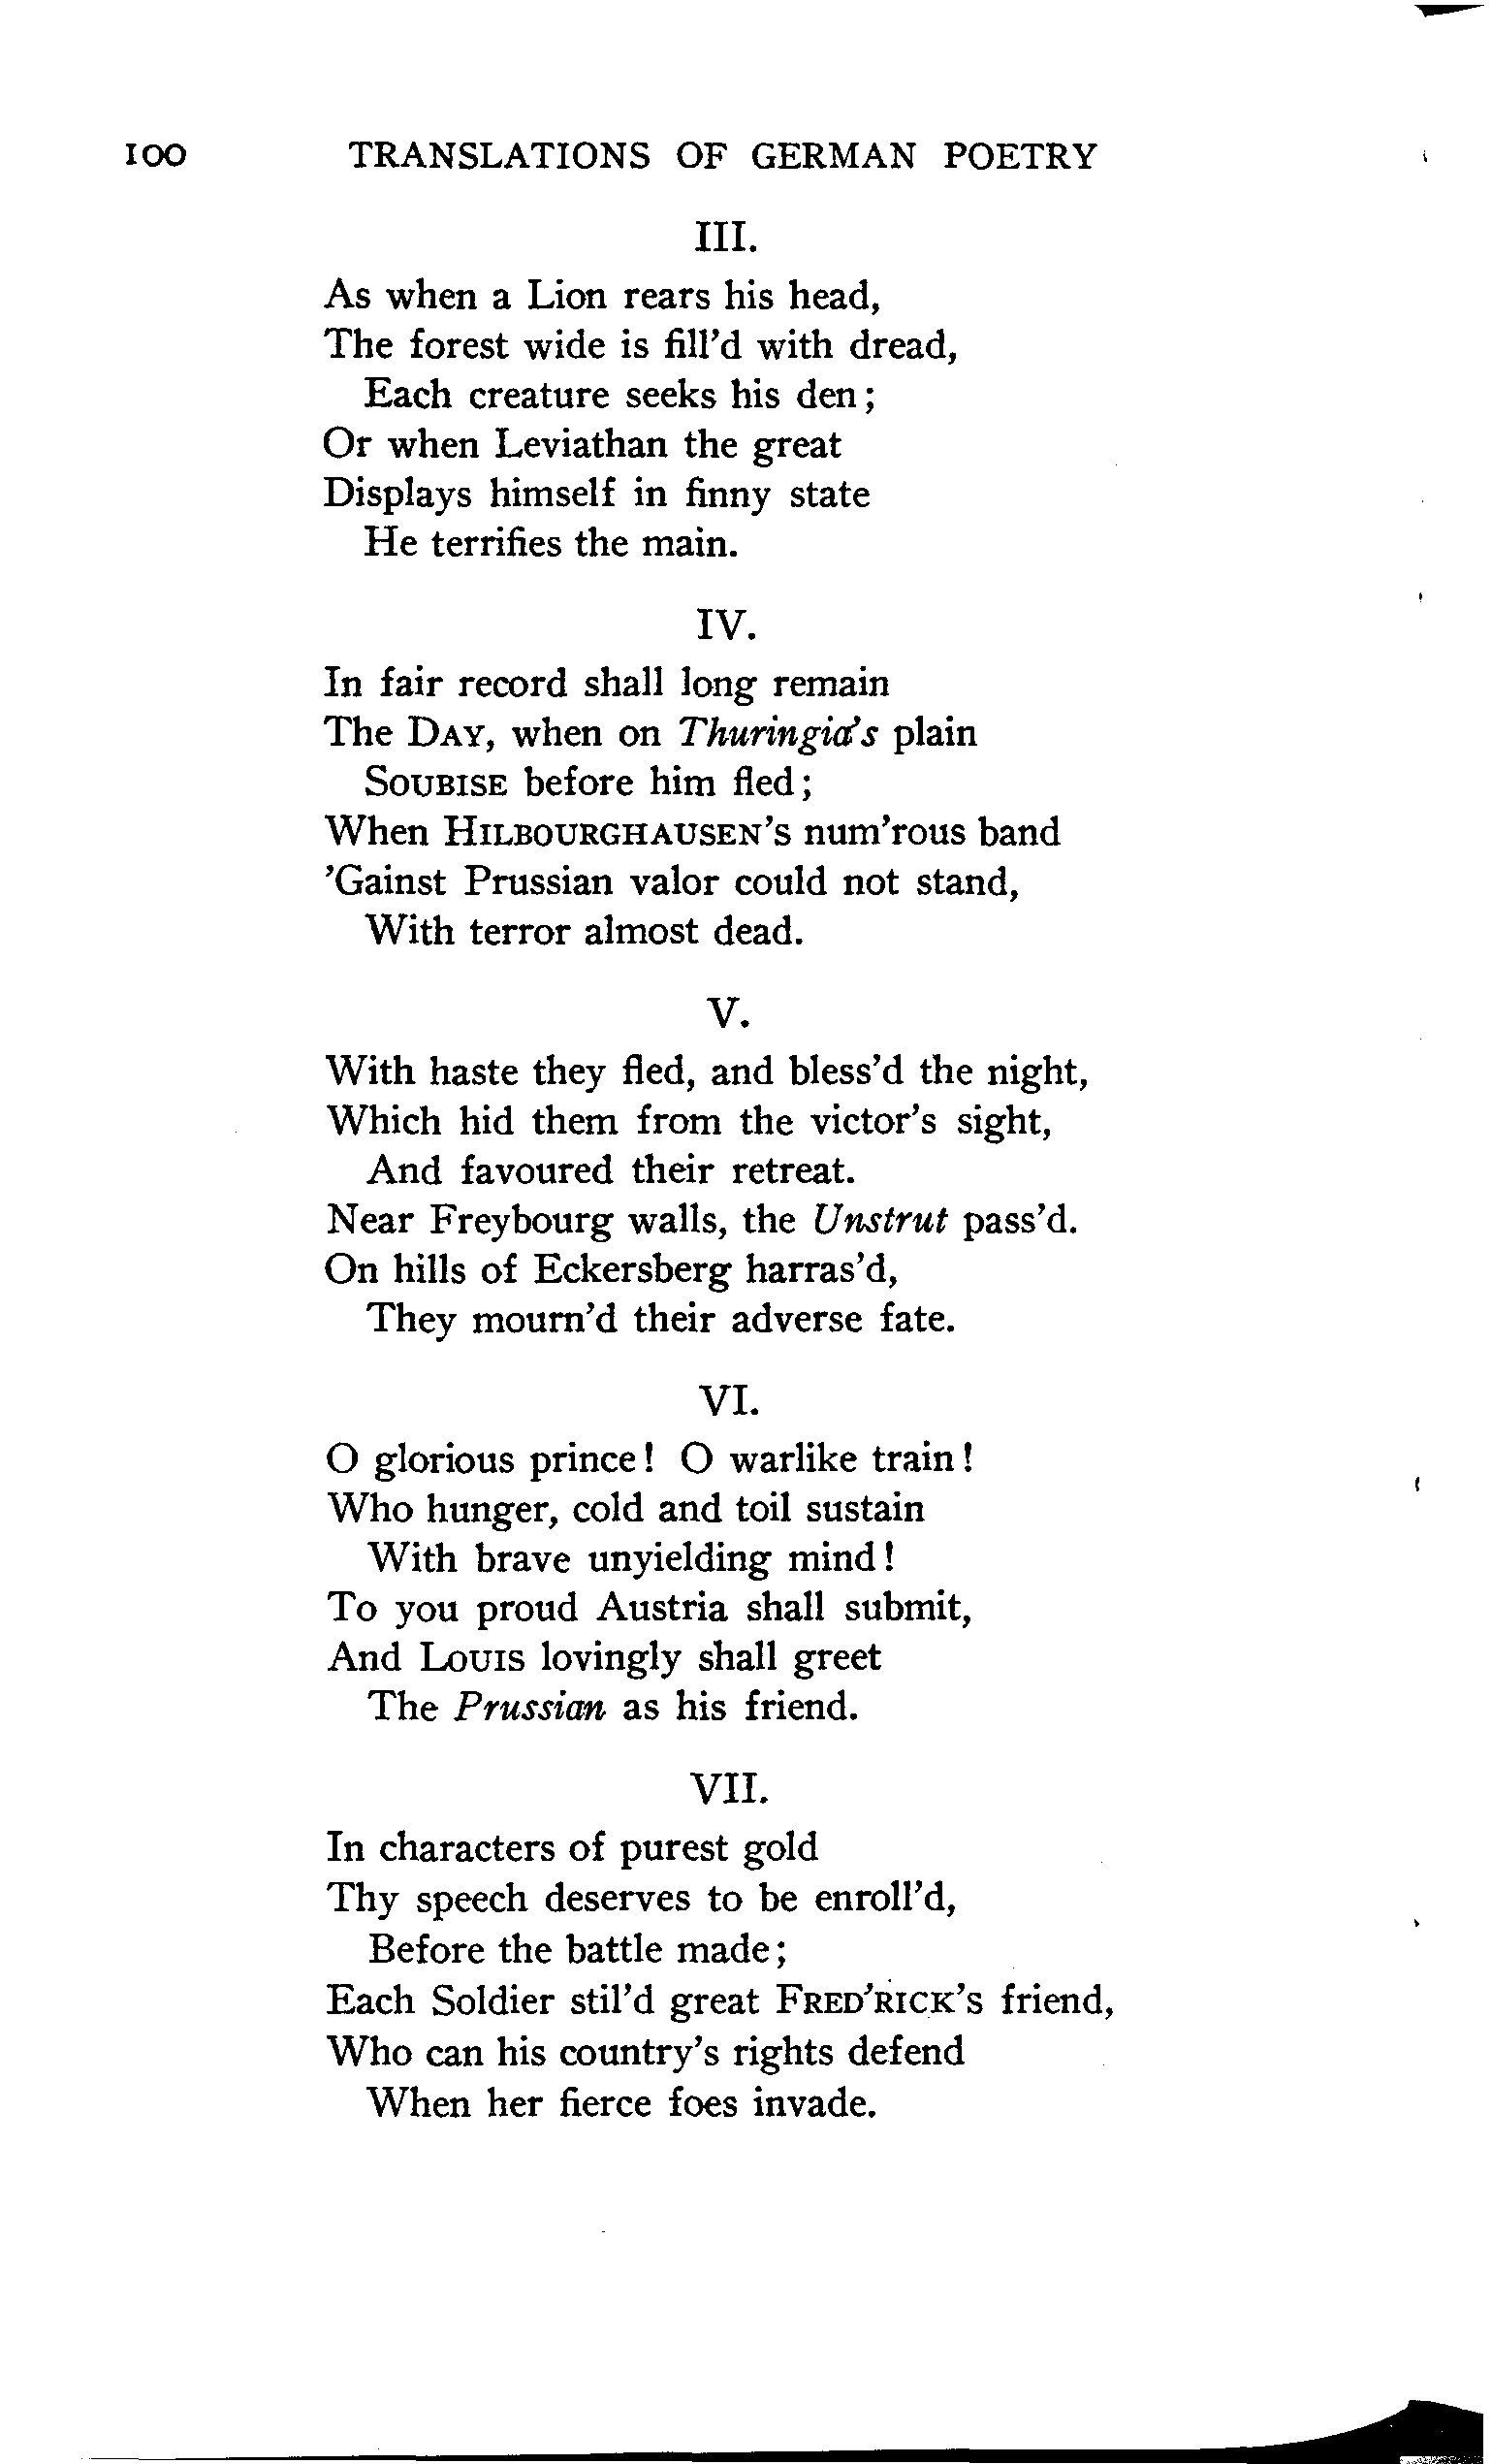 100 TRANSLATIONS OF GERMAN POETRY
III.
As when a Lion rears his head,
The forest wide is fill'd with dread,
Each creature seeks his den;
Or when Leviathan the great
Displays himself in finny state
He terrifies the main.
IV.
In fair record shall long remain
The DAY, when on Thuringia's plain
SOUBISE before him fled;
When HILBOURGHAUSEN'S num'rous band
'Gainst Prussian valor could not stand,
With terror almost dead.
V.
With haste they fled, and bless'd the night,
Which hid them from the victor's sight,
And favoured their retreat.
Near Freybourg walls, the Unstrut pass'd.
On hills of Eckersberg harras'd,
They mourn'd their adverse fate.
VI.
O glorious prince! O warlike train!
Who hunger, cold and toil sustain
With brave unyielding mind!
To you proud Austria shall submit,
And LOUIS lovingly shall greet
The Prussian as his friend.
VII.
In characters of purest gold
Thy speech deserves to be enroll'd,
Before the battle made;
Each Soldier stil'd great FRED'RICK'S friend,
Who can his country's rights defend
When her fierce foes invade.